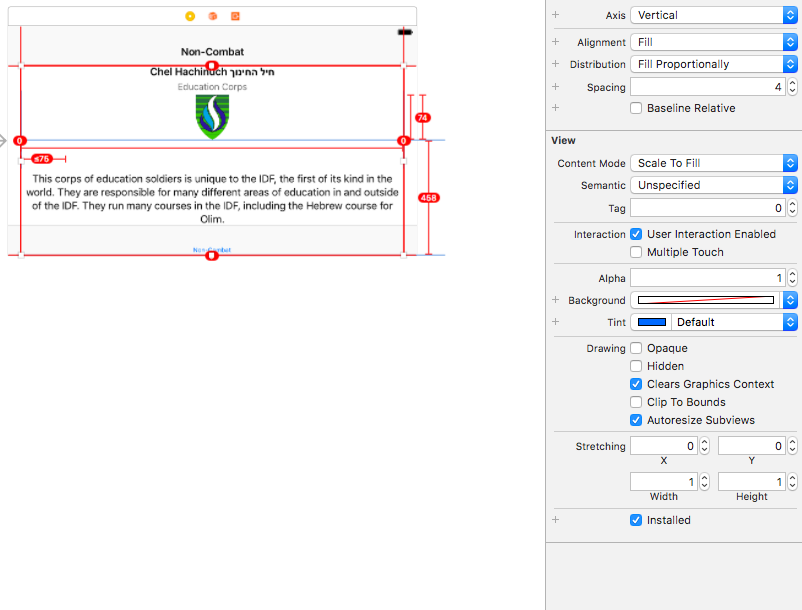 Non-Combat
Chel Hachinuch חיל החינוך
Education Corps
74
0
0
≤76
This corps of education soldiers is unique to the IDF, the first of its kind in the
world. They are responsible for many different areas of education in and outside
of the IDF. They run many courses in the IDF, including the Hebrew course for
Olim.
458
Non-Combat
Axis Vertical
Alignment Fill
Distribution Fill Proportionally
Spacing 4
Baseline Relative
View
Content Mode Scale To Fill
Semantic Unspecified
Tag 0
Interaction User Interaction Enabled
Multiple Touch
Alpha 1
Background
Tint Default
Drawing Opaque
Hidden
Clears Graphics Context
Clip To Bounds
Autoresize Subviews
Stretching 0 0
X Y
1 1
Width Height
Installed